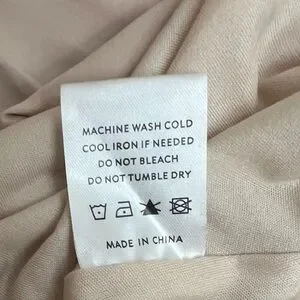 MACHINE WASH COLD
COOL IRON IF NEEDED
DO NOT BLEACH
DO NOT TUMBLE DRY
MADE IN CHINA